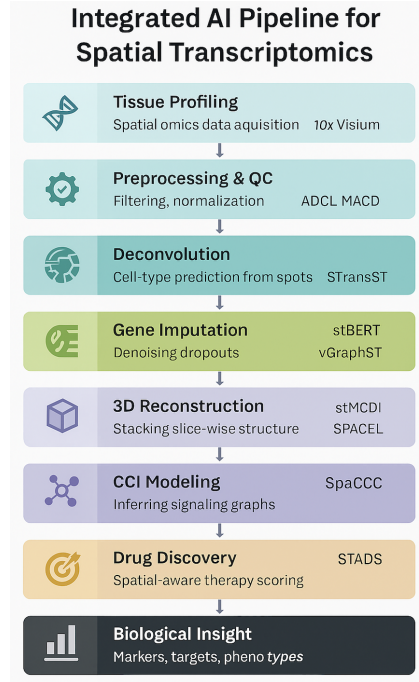 Integrated AI Pipeline for
Spatial Transcriptomics
Tissue Profiling
Spatial omics data aquisition 10x Visium
Preprocessing & QC
Filtering, normalization ADCL MACD
Deconvolution
Cell-type prediction from spots STransST
Gene Imputation stBERT
Denoising dropouts vGraphST
3D Reconstruction stMCDI
Stacking slice-wise structure SPACEL
CCI Modeling SpaCCC
Inferring signaling graphs
Drug Discovery STADS
Spatial-aware therapy scoring
Biological Insight
Markers, targets, pheno types